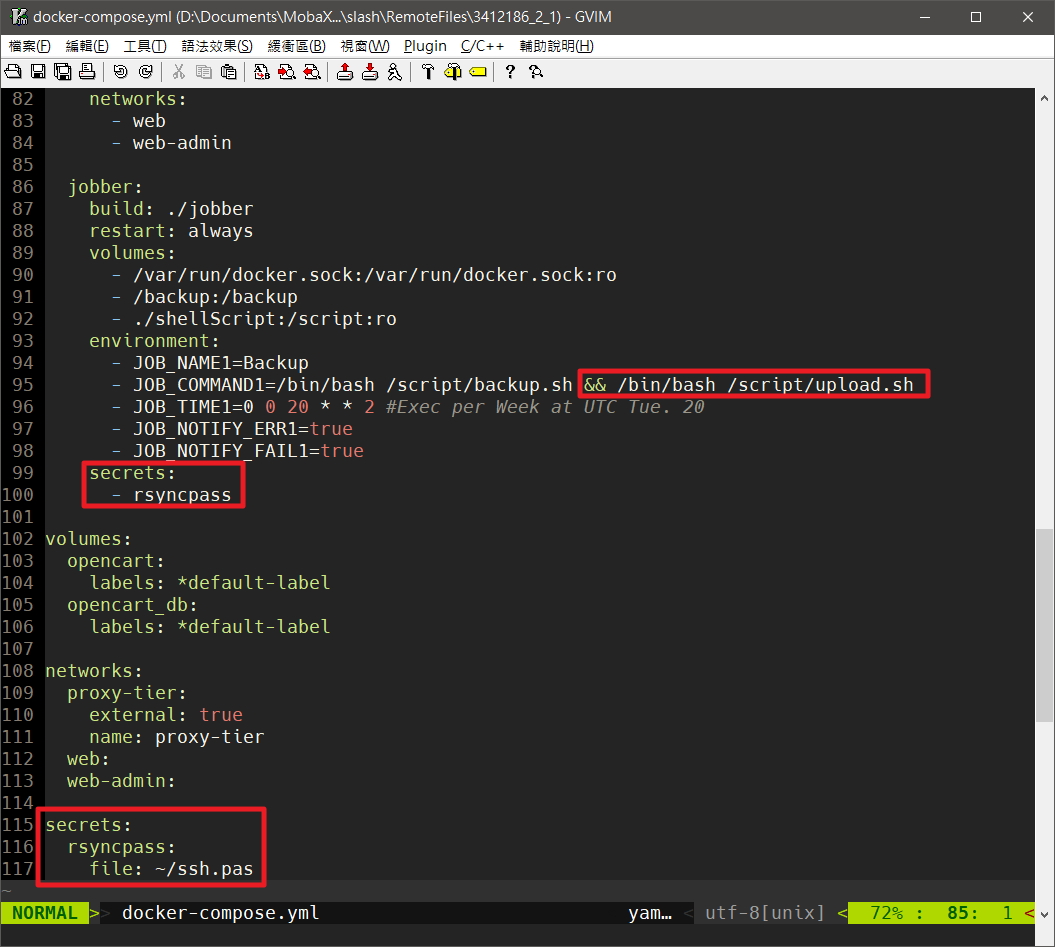 docker-compose.yml (D:\Documents\MobaX...\slash\RemoteFiles\3412186_2_1) - GVIM
檔案(F) 編輯(E) 工具(T) 語法效果(S) 緩衝區(B) 視窗(W) Plugin C/C++ 輔助說明(H)
82     networks:
83       - web
84       - web-admin
85
86   jobber:
87     build: ./jobber
88     restart: always
89     volumes:
90       - /var/run/docker.sock:/var/run/docker.sock:ro
91       - /backup:/backup
92       - ./shellScript:/script:ro
93     environment:
94       - JOB_NAME1=Backup
95       - JOB_COMMAND1=/bin/bash /script/backup.sh && /bin/bash /script/upload.sh
96       - JOB_TIME1=0 0 20 * * 2 #Exec per Week at UTC Tue. 20
97       - JOB_NOTIFY_ERR1=true
98       - JOB_NOTIFY_FAIL1=true
99     secrets:
100       - rsyncpass
101
102 volumes:
103   opencart:
104     labels: *default-label
105   opencart_db:
106     labels: *default-label
107
108 networks:
109   proxy-tier:
110     external: true
111     name: proxy-tier
112   web:
113   web-admin:
114
115 secrets:
116   rsyncpass:
117     file: ~/ssh.pas
~
NORMAL >> docker-compose.yml yam… < utf-8[unix] < 72% : 85: 1 <